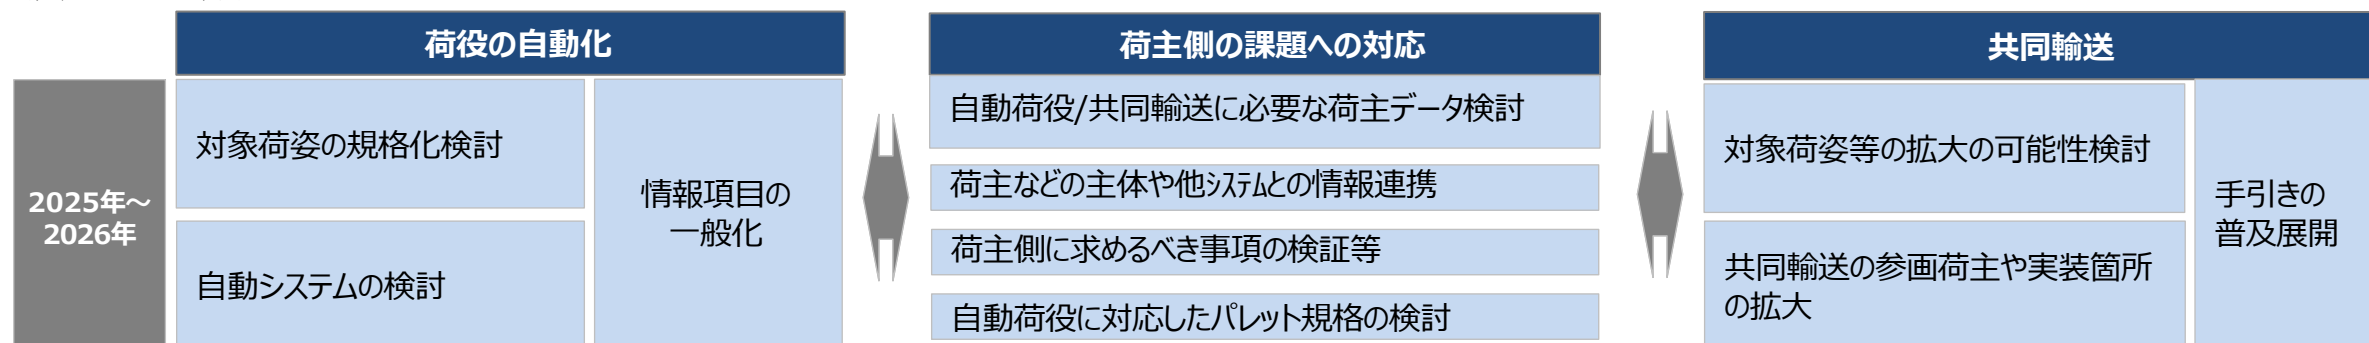 荷役の自動化
荷主側の課題への対応
共同輸送
2025年～
2026年
対象荷姿の規格化検討
自動システムの検討
情報項目の
一般化
自動荷役/共同輸送に必要な荷主データ検討
荷主などの主体や他システムとの情報連携
荷主側に求めるべき事項の検証等
自動荷役に対応したパレット規格の検討
対象荷姿等の拡大の可能性検討
共同輸送の参画荷主や実装箇所
の拡大
手引きの
普及展開